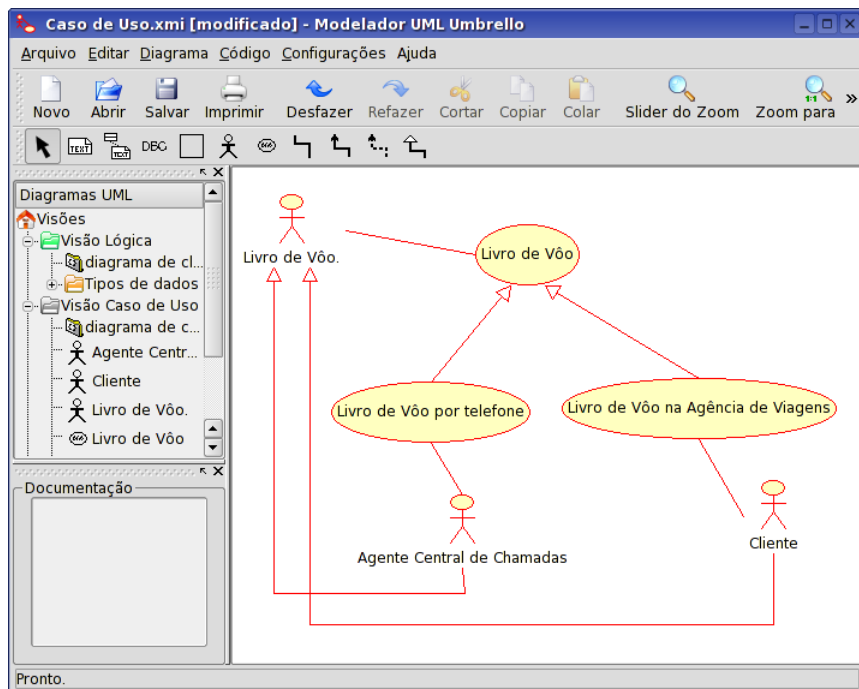 Caso de Uso.xmi [modificado] - Modelador UML Umbrello
Arquivo Editar Diagrama Código Configurações Ajuda
Novo Abrir Salvar Imprimir Desfazer Refazer Cortar Copiar Colar Slider do Zoom Zoom para »
TEXT TEXT DBC
Diagramas UML
Visões
Visão Lógica
diagrama de cl...
Tipos de dados
Visão Caso de Uso
diagrama de c...
Agente Centr...
Cliente
Livro de Vôo.
Livro de Vôo
Documentação
Livro de Vôo.
Livro de Vôo
Livro de Vôo por telefone
Livro de Vôo na Agência de Viagens
Agente Central de Chamadas
Cliente
Pronto.